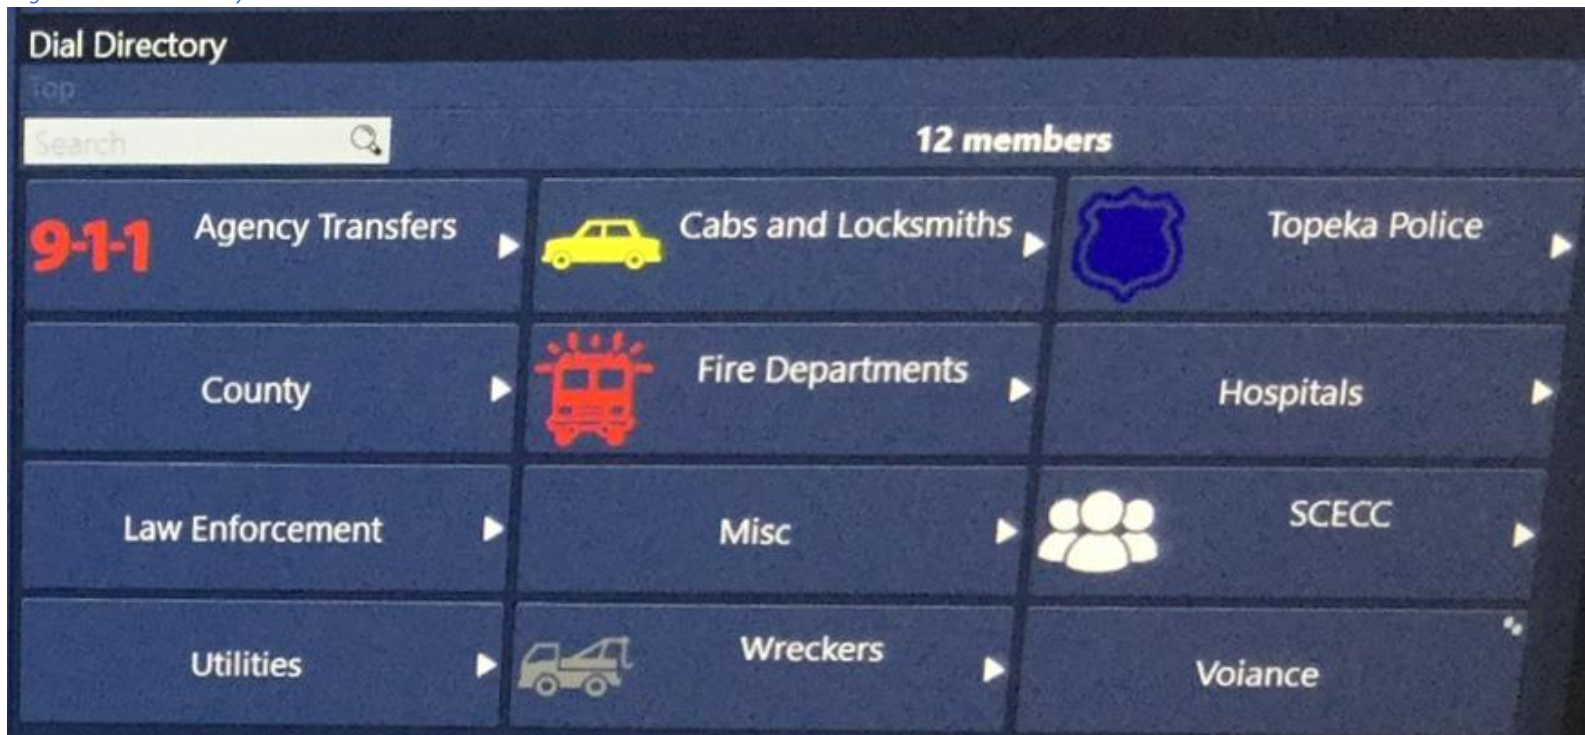 Dial Directory
Top
Search
12 members
9-1-1 Agency Transfers
Cabs and Locksmiths
Topeka Police
County
Fire Departments
Hospitals
Law Enforcement
Misc
SCECC
Utilities
Wreckers
Voiance